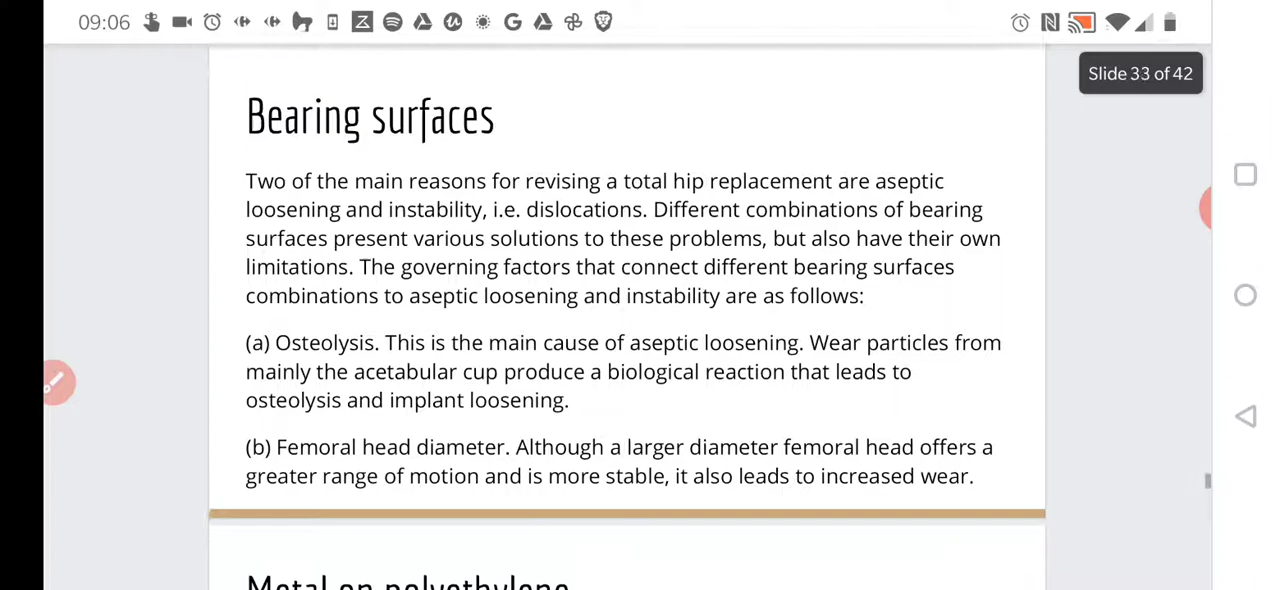 09:06
Slide 33 of 42
Bearing surfaces
Two of the main reasons for revising a total hip replacement are aseptic
loosening and instability, i.e. dislocations. Different combinations of bearing
surfaces present various solutions to these problems, but also have their own
limitations. The governing factors that connect different bearing surfaces
combinations to aseptic loosening and instability are as follows:
(a) Osteolysis. This is the main cause of aseptic loosening. Wear particles from
mainly the acetabular cup produce a biological reaction that leads to
osteolysis and implant loosening.
(b) Femoral head diameter. Although a larger diameter femoral head offers a
greater range of motion and is more stable, it also leads to increased wear.
Metal on polyethylene